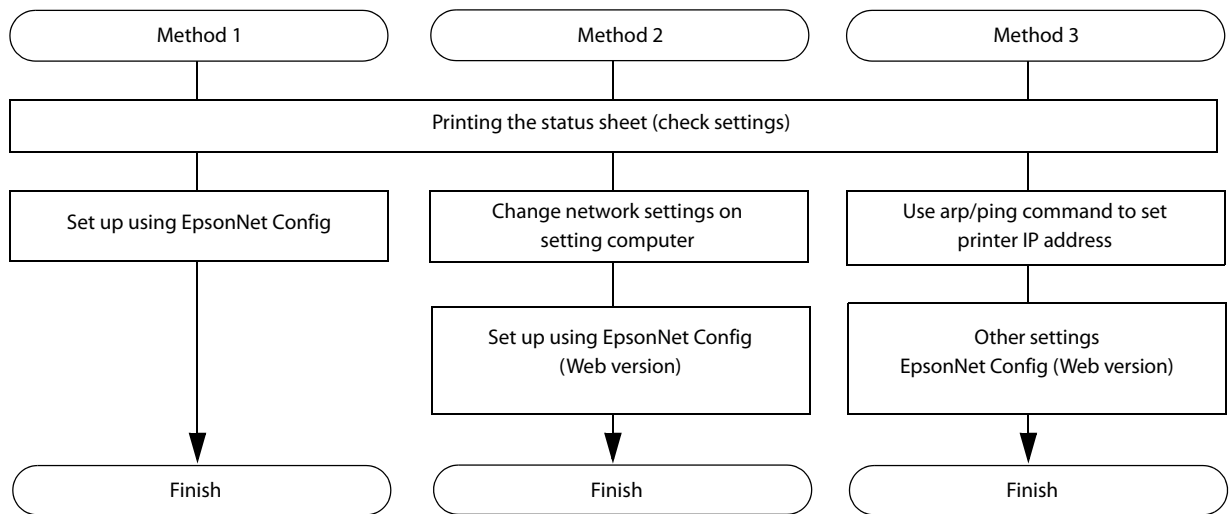 Method 1
Method 2
Method 3
Printing the status sheet (check settings)
Set up using EpsonNet Config
Change network settings on
setting computer
Use arp/ping command to set
printer IP address
Set up using EpsonNet Config
(Web version)
Other settings
EpsonNet Config (Web version)
Finish
Finish
Finish